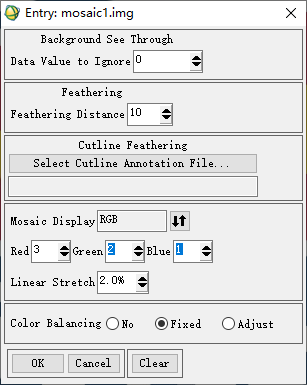 Entry: mosaic1.img
Background See Through
Data Value to Ignore 0
Feathering
Feathering Distance 10
Cutline Feathering
Select Cutline Annotation File...
Mosaic Display RGB
Red 3 Green 2 Blue 1
Linear Stretch 2.0%
Color Balancing No Fixed Adjust
OK Cancel Clear